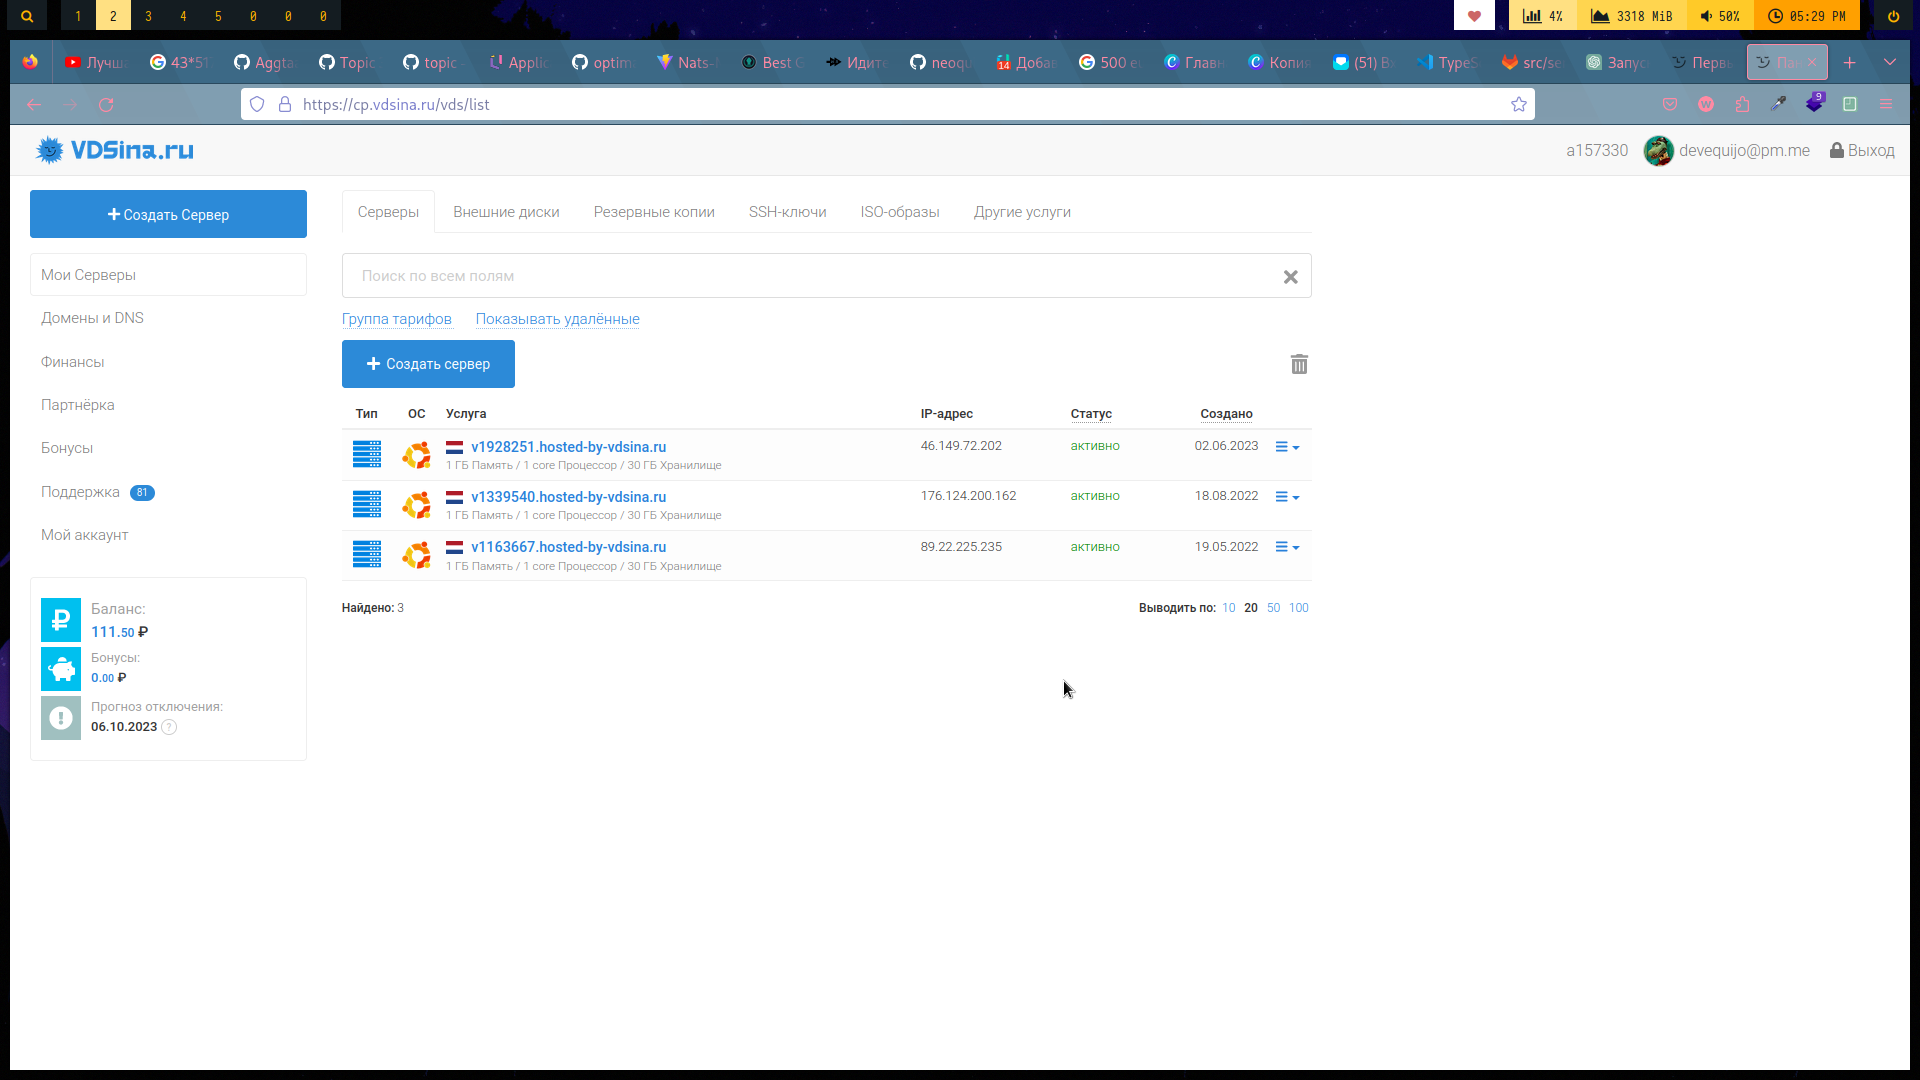 1 2 3 4 5 0 0 0
4% 3318 MiB 50% 05:29 PM
Лучш 43*5 Aggta Topic topic Applic optim Nats- Best Идите neoqu Доба 500 Главн Копия (51) TypeS src/se Запус Первы
https://cp.vdsina.ru/vds/list
9
VDSina.ru
a157330 devequijo@pm.me Выход
Создать Сервер
Серверы Внешние диски Резервные копии SSH-ключи ISO-образы Другие услуги
Мои Серверы
Домены и DNS
Финансы
Партнёрка
Бонусы
Поддержка 81
Мой аккаунт
Баланс:
111.50 ₽
Бонусы:
0.00 ₽
Прогноз отключения:
06.10.2023 ?
Поиск по всем полям
Группа тарифов Показывать удалённые
Создать сервер
Тип ОС Услуга IP-адрес Статус Создано
v1928251.hosted-by-vdsina.ru 46.149.72.202 активно 02.06.2023
1 ГБ Память / 1 core Процессор / 30 ГБ Хранилище
v1339540.hosted-by-vdsina.ru 176.124.200.162 активно 18.08.2022
1 ГБ Память / 1 core Процессор / 30 ГБ Хранилище
v1163667.hosted-by-vdsina.ru 89.22.225.235 активно 19.05.2022
1 ГБ Память / 1 core Процессор / 30 ГБ Хранилище
Найдено: 3 Выводить по: 10 20 50 100